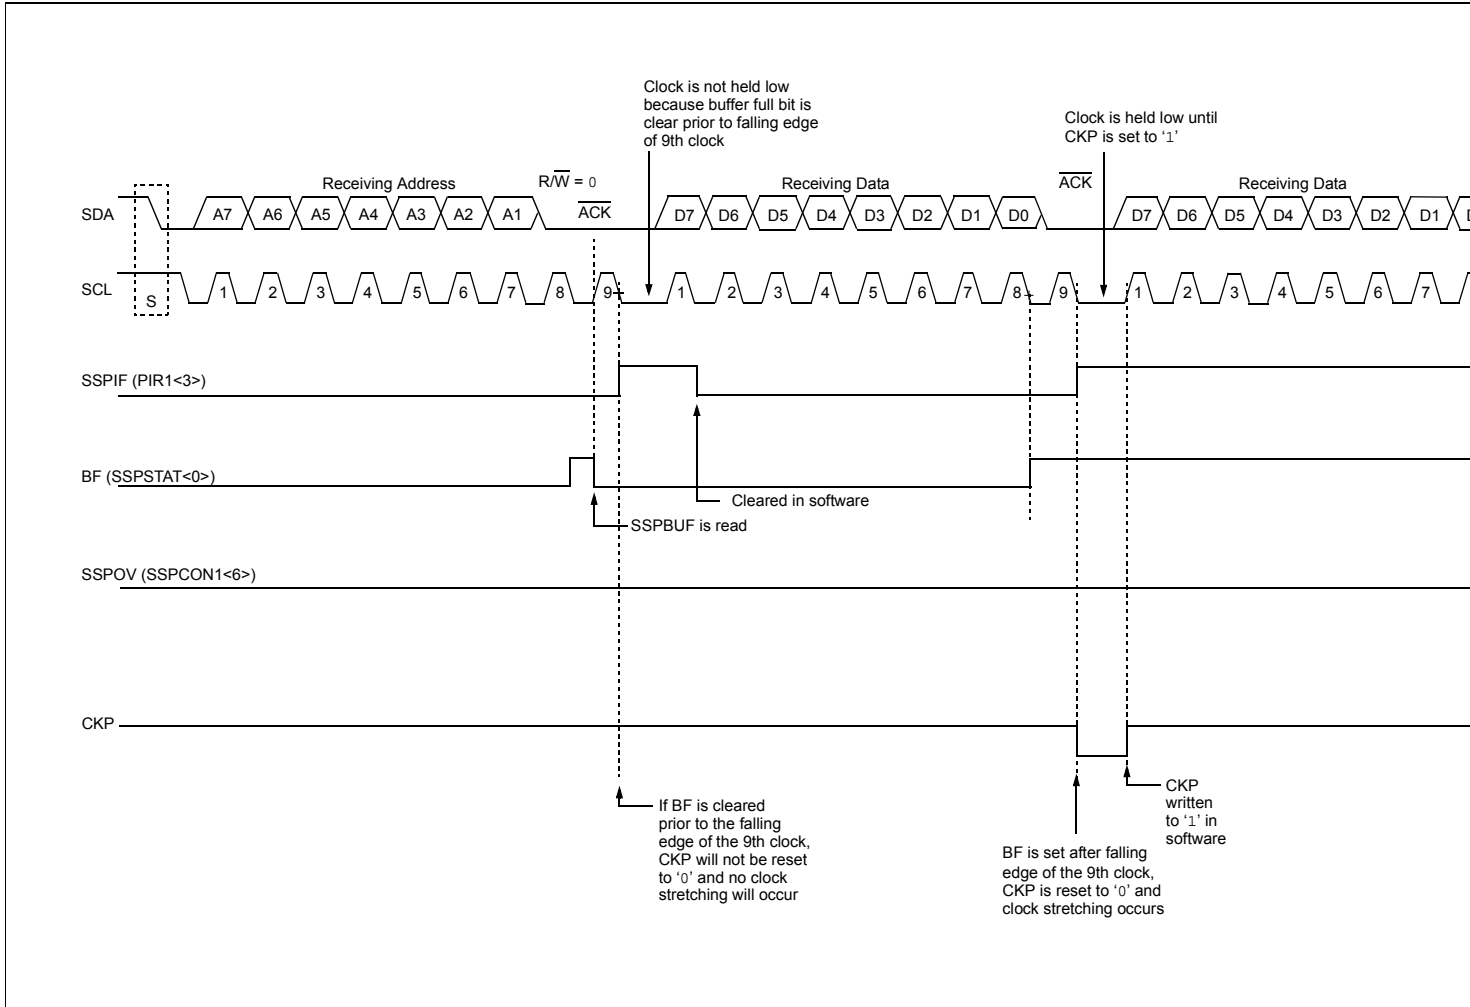 Clock is not held low
because buffer full bit is
clear prior to falling edge
of 9th clock
Clock is held low until
CKP is set to ‘1’
Receiving Address
R/W = 0
ACK
Receiving Data
ACK
Receiving Data
SDA
A7 A6 A5 A4 A3 A2 A1
D7 D6 D5 D4 D3 D2 D1 D0
D7 D6 D5 D4 D3 D2 D1
SCL
S
1 2 3 4 5 6 7 8 9
1 2 3 4 5 6 7 8 9
1 2 3 4 5 6 7
SSPIF (PIR1<3>)
BF (SSPSTAT<0>)
Cleared in software
SSPBUF is read
SSPOV (SSPCON1<6>)
CKP
If BF is cleared
prior to the falling
edge of the 9th clock,
CKP will not be reset
to ‘0’ and no clock
stretching will occur
CKP
written
to ‘1’ in
software
BF is set after falling
edge of the 9th clock,
CKP is reset to ‘0’ and
clock stretching occurs